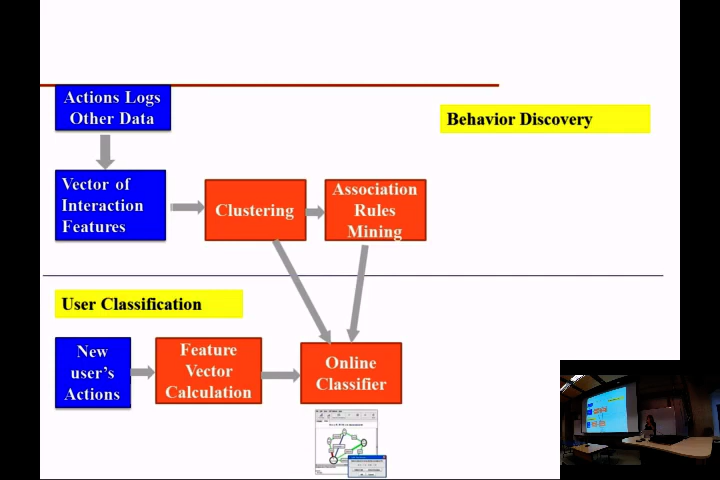 Actions Logs
Other Data
Behavior Discovery
Vector of
Interaction
Features
Clustering
Association
Rules
Mining
User Classification
New
user's
Actions
Feature
Vector
Calculation
Online
Classifier